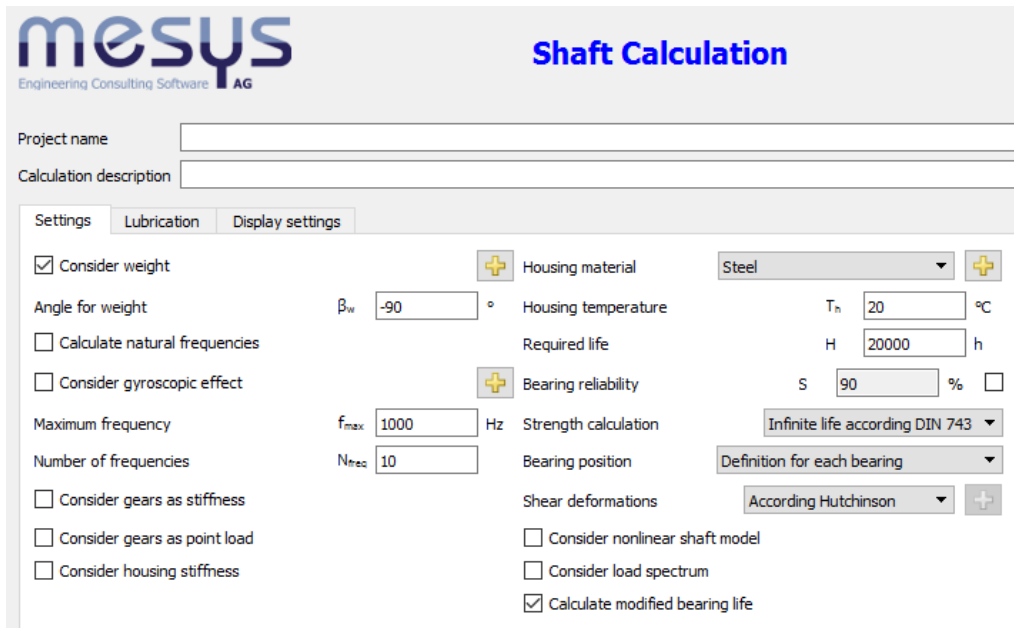 mesys
Engineering Consulting Software AG
Shaft Calculation
Project name
Calculation description
Settings Lubrication Display settings
Consider weight Housing material Steel
Angle for weight βw -90 ° Housing temperature Th 20 °C
Calculate natural frequencies Required life H 20000 h
Consider gyroscopic effect Bearing reliability S 90 %
Maximum frequency fmax 1000 Hz Strength calculation Infinite life according DIN 743
Number of frequencies Nfreq 10 Bearing position Definition for each bearing
Consider gears as stiffness Shear deformations According Hutchinson
Consider gears as point load Consider nonlinear shaft model
Consider housing stiffness Consider load spectrum
Calculate modified bearing life